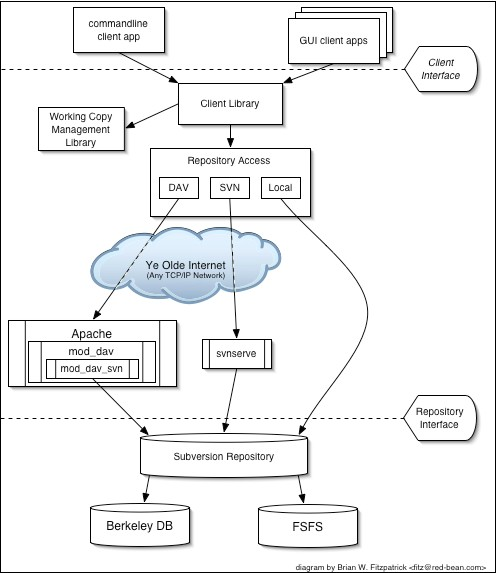 commandline
client app
GUI client apps
Client
Interface
Client Library
Working Copy
Management
Library
Repository Access
DAV
SVN
Local
Ye Olde Internet
(Any TCP/IP Network)
Apache
mod_dav
mod_dav_svn
svnserve
Repository
Interface
Subversion Repository
Berkeley DB
FSFS
diagram by Brian W. Fitzpatrick <fitz@red-bean.com>